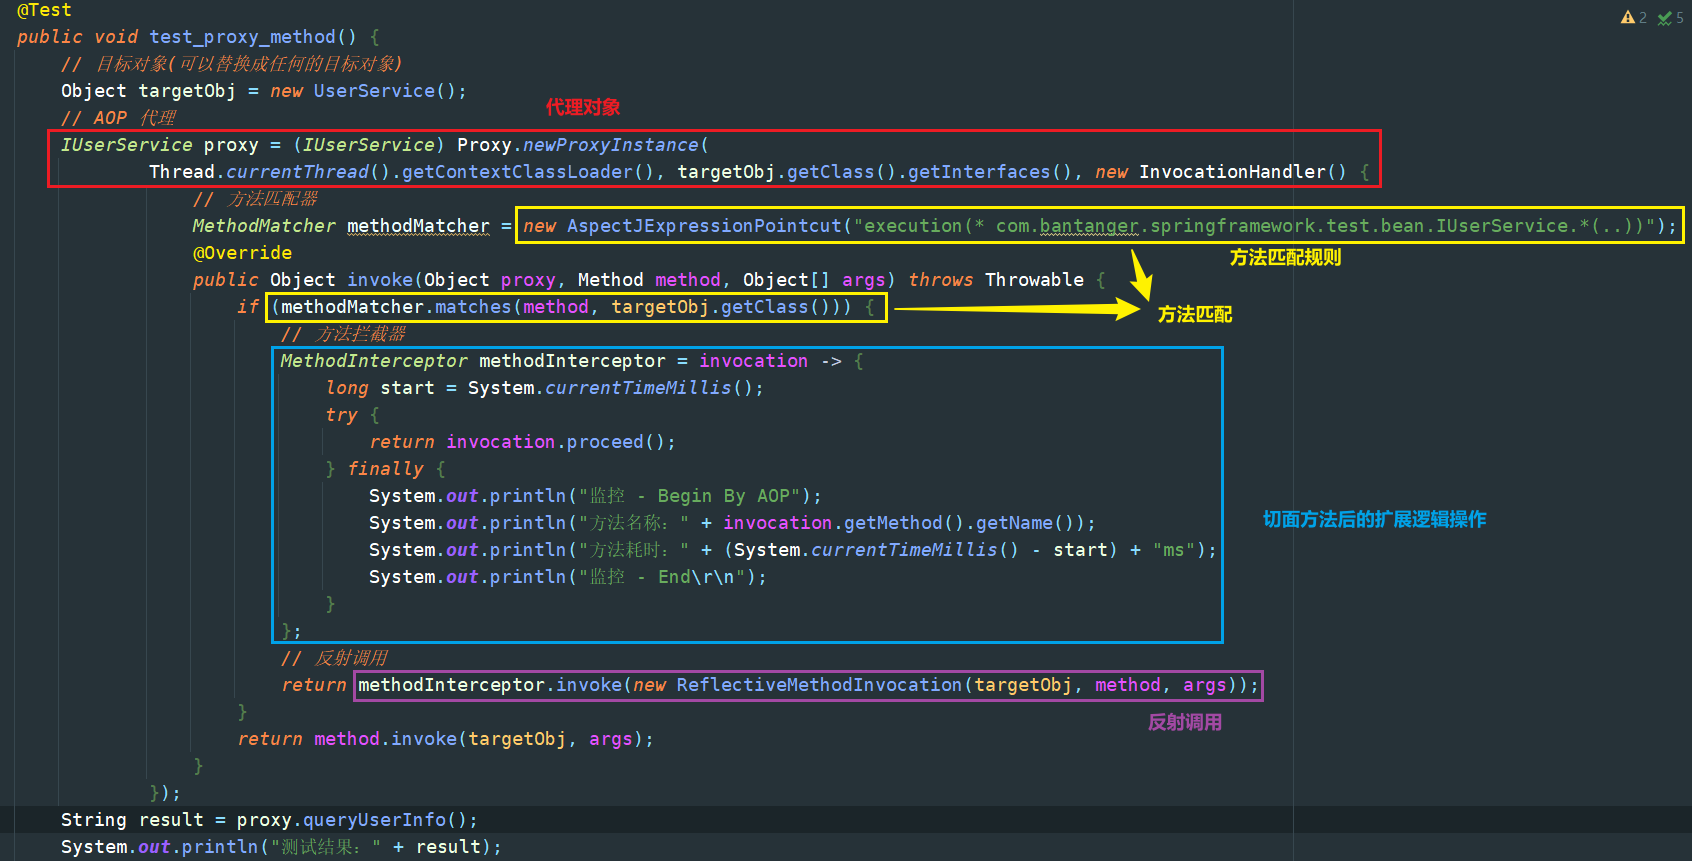 @Test
2 5
public void test_proxy_method() {
// 目标对象(可以替换成任何的目标对象)
Object targetObj = new UserService();
代理对象
// AOP 代理
IUserService proxy = (IUserService) Proxy.newProxyInstance(
Thread.currentThread().getContextClassLoader(), targetObj.getClass().getInterfaces(), new InvocationHandler() {
// 方法匹配器
MethodMatcher methodMatcher = new AspectJExpressionPointcut("execution(* com.bantanger.springframework.test.bean.IUserService.*(..))");
@Override
方法匹配规则
public Object invoke(Object proxy, Method method, Object[] args) throws Throwable {
if (methodMatcher.matches(method, targetObj.getClass())) {
方法匹配
// 方法拦截器
MethodInterceptor methodInterceptor = invocation -> {
long start = System.currentTimeMillis();
try {
return invocation.proceed();
} finally {
System.out.println("监控 - Begin By AOP");
System.out.println("方法名称：" + invocation.getMethod().getName());
切面方法后的扩展逻辑操作
System.out.println("方法耗时：" + (System.currentTimeMillis() - start) + "ms");
System.out.println("监控 - End\r\n");
}
};
// 反射调用
return methodInterceptor.invoke(new ReflectiveMethodInvocation(targetObj, method, args));
反射调用
}
return method.invoke(targetObj, args);
}
});
String result = proxy.queryUserInfo();
System.out.println("测试结果：" + result);